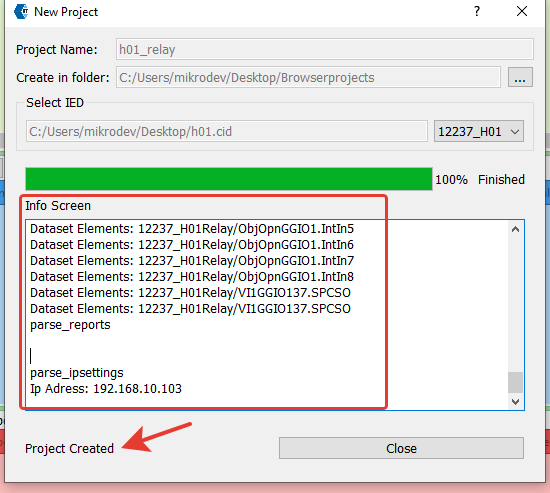 New Project
Project Name: h01_relay
Create in folder: C:/Users/mikrodev/Desktop/Browserprojects ...
Select IED
C:/Users/mikrodev/Desktop/h01.cid 12237_H01
100% Finished
Info Screen
Dataset Elements: 12237_H01Relay/ObjOpnGGIO1.IntIn5
Dataset Elements: 12237_H01Relay/ObjOpnGGIO1.IntIn6
Dataset Elements: 12237_H01Relay/ObjOpnGGIO1.IntIn7
Dataset Elements: 12237_H01Relay/ObjOpnGGIO1.IntIn8
Dataset Elements: 12237_H01Relay/VI1GGIO137.SPCSO
Dataset Elements: 12237_H01Relay/VI1GGIO137.SPCSO
parse_reports
parse_ipsettings
Ip Adress: 192.168.10.103
Project Created
Close